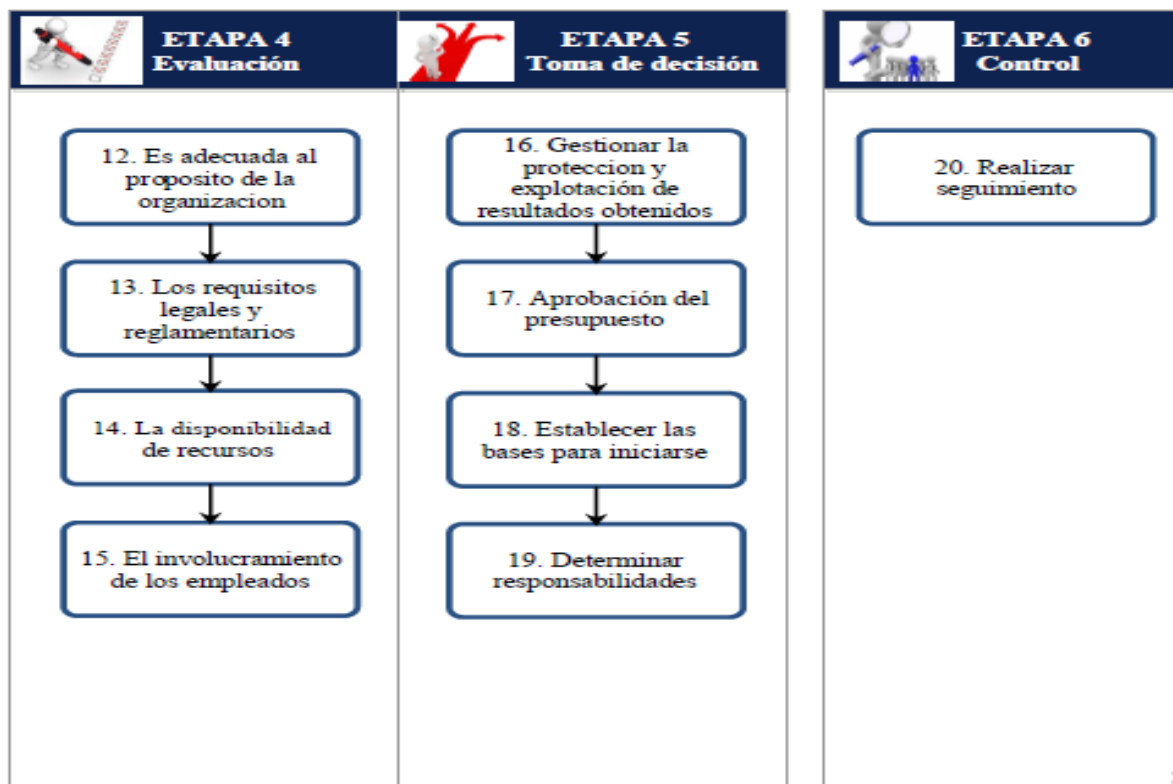 ETAPA 4
Evaluación
12. Es adecuada al
proposito de la
organizacion
13. Los requisitos
legales y
reglamentarios
14. La disponibilidad
de recursos
15. El involucramiento
de los empleados
ETAPA 5
Toma de decisión
16. Gestionar la
proteccion y
explotación de
resultados obtenidos
17. Aprobación del
presupuesto
18. Establecer las
bases para iniciarse
19. Determinar
responsabilidades
ETAPA 6
Control
20. Realizar
seguimiento